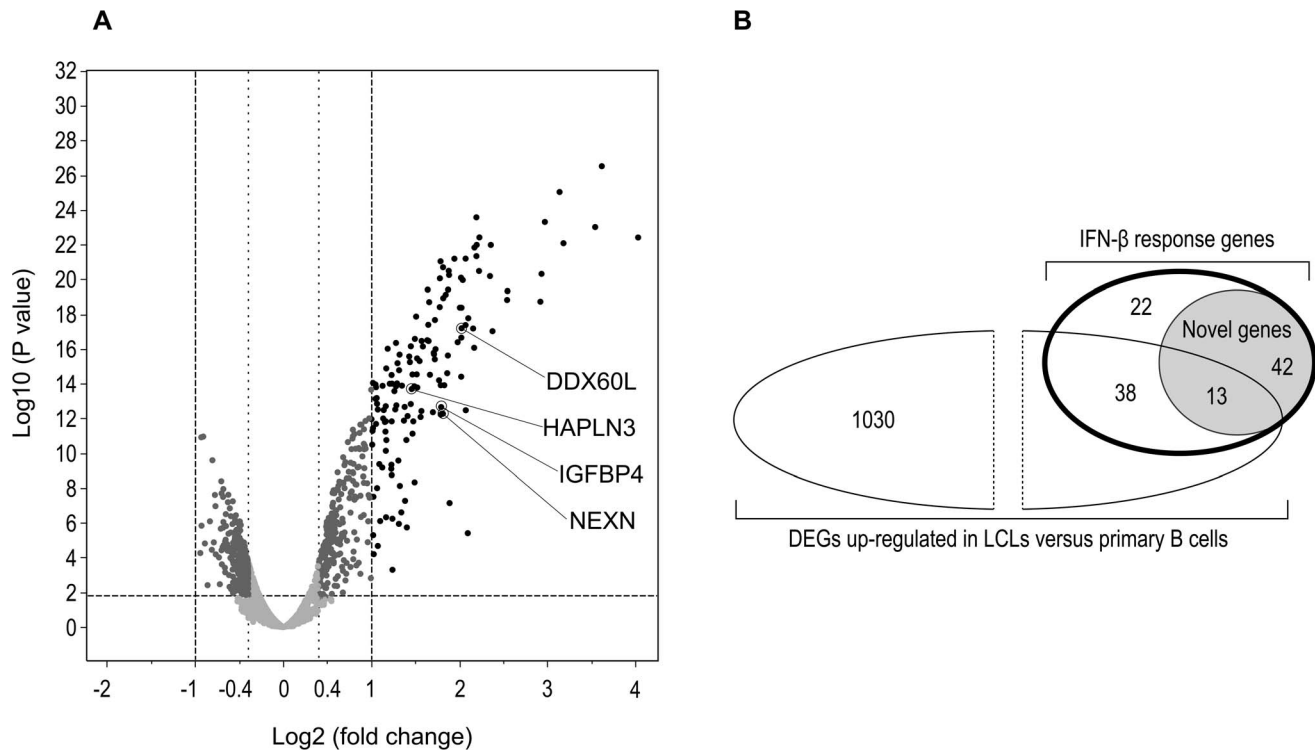 A
B
32
30
28
26
24
22
20
18
16
14
12
10
8
6
4
2
0
Log10 (P value)
DDX60L
HAPLN3
IGFBP4
NEXN
-2
-1
-0.4
0
0.4
1
2
3
4
Log2 (fold change)
IFN-β response genes
22
Novel genes
42
38
13
1030
DEGs up-regulated in LCLs versus primary B cells